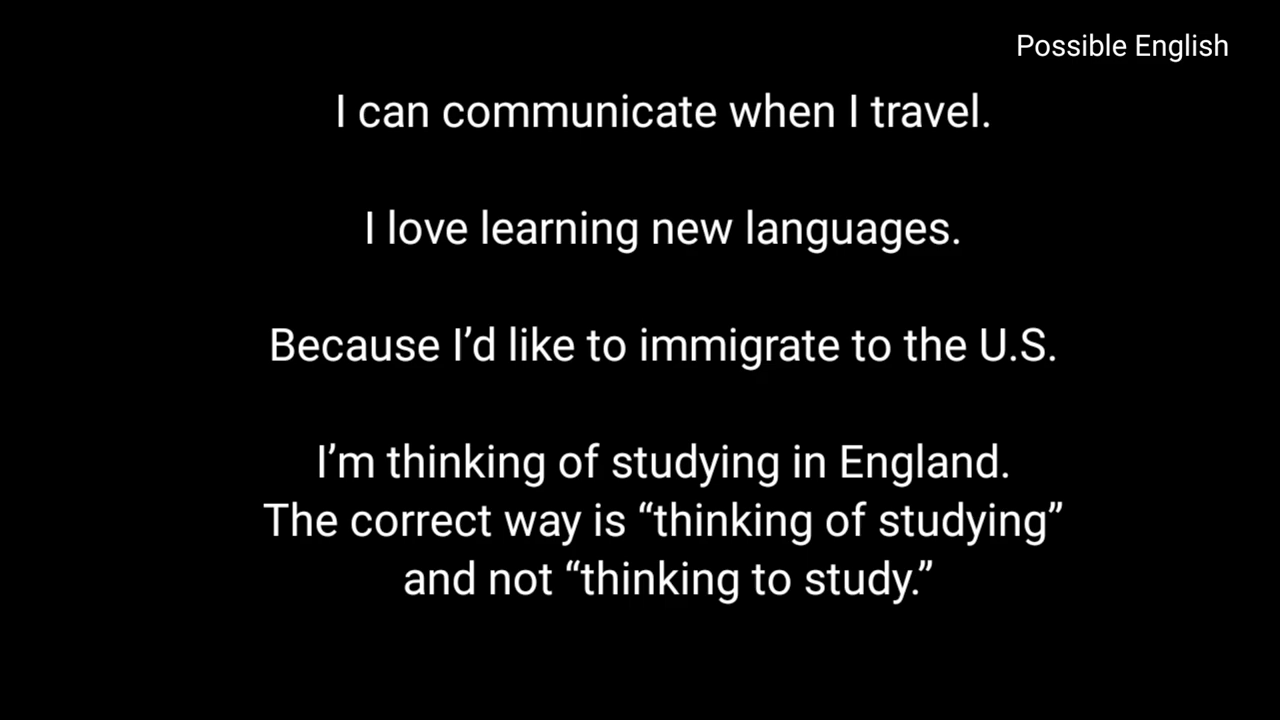 Possible English
I can communicate when I travel.
I love learning new languages.
Because I’d like to immigrate to the U.S.
I’m thinking of studying in England.
The correct way is “thinking of studying”
and not “thinking to study.”